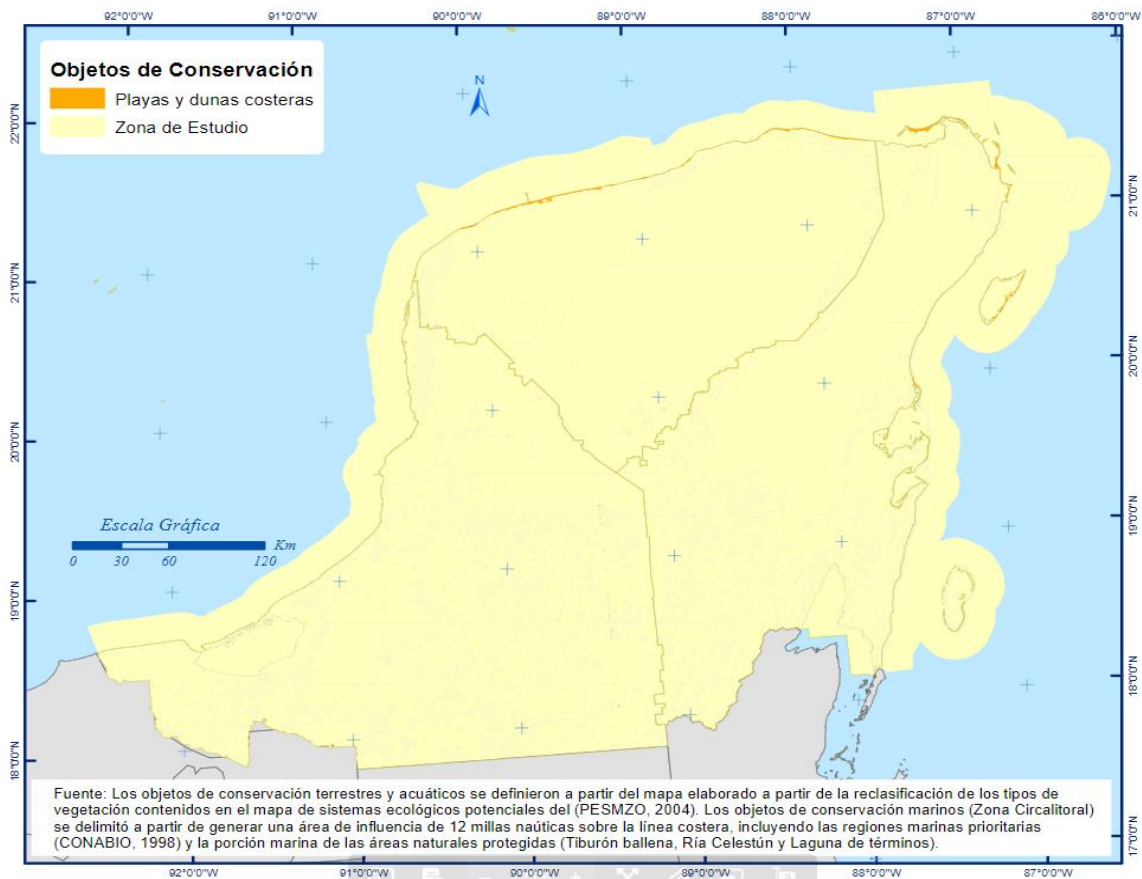 92°0'0"W 91°0'0"W 90°0'0"W 89°0'0"W 88°0'0"W 87°0'0"W 86°0'0"W
Objetos de Conservación
Playas y dunas costeras
Zona de Estudio
N
22°0'0"N
22°0'0"N
21°0'0"N
21°0'0"N
20°0'0"N
20°0'0"N
19°0'0"N
19°0'0"N
18°0'0"N
18°0'0"N
17°0'0"N
Escala Gráfica
Km
0 30 60 120
Fuente: Los objetos de conservación terrestres y acuáticos se definieron a partir del mapa elaborado a partir de la reclasificación de los tipos de
vegetación contenidos en el mapa de sistemas ecológicos potenciales del (PESMZO, 2004). Los objetos de conservación marinos (Zona Circalitoral)
se delimitó a partir de generar una área de influencia de 12 millas naúticas sobre la línea costera, incluyendo las regiones marinas prioritarias
(CONABIO, 1998) y la porción marina de las áreas naturales protegidas (Tiburón ballena, Ría Celestún y Laguna de términos).
92°0'0"W 91°0'0"W 90°0'0"W 89°0'0"W 88°0'0"W 87°0'0"W